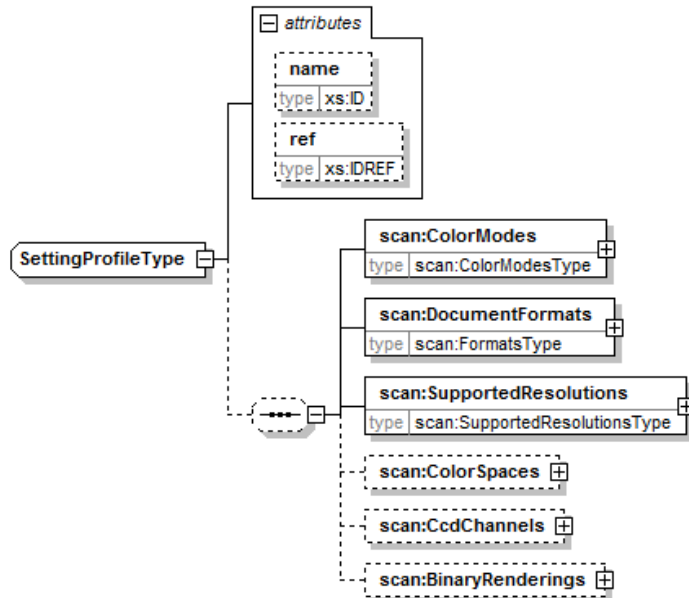 attributes
name
type xs:ID
ref
type xs:IDREF
SettingProfileType
scan:ColorModes
type scan:ColorModesType
scan:DocumentFormats
type scan:FormatsType
scan:SupportedResolutions
type scan:SupportedResolutionsType
scan:ColorSpaces
scan:CcdChannels
scan:BinaryRenderings